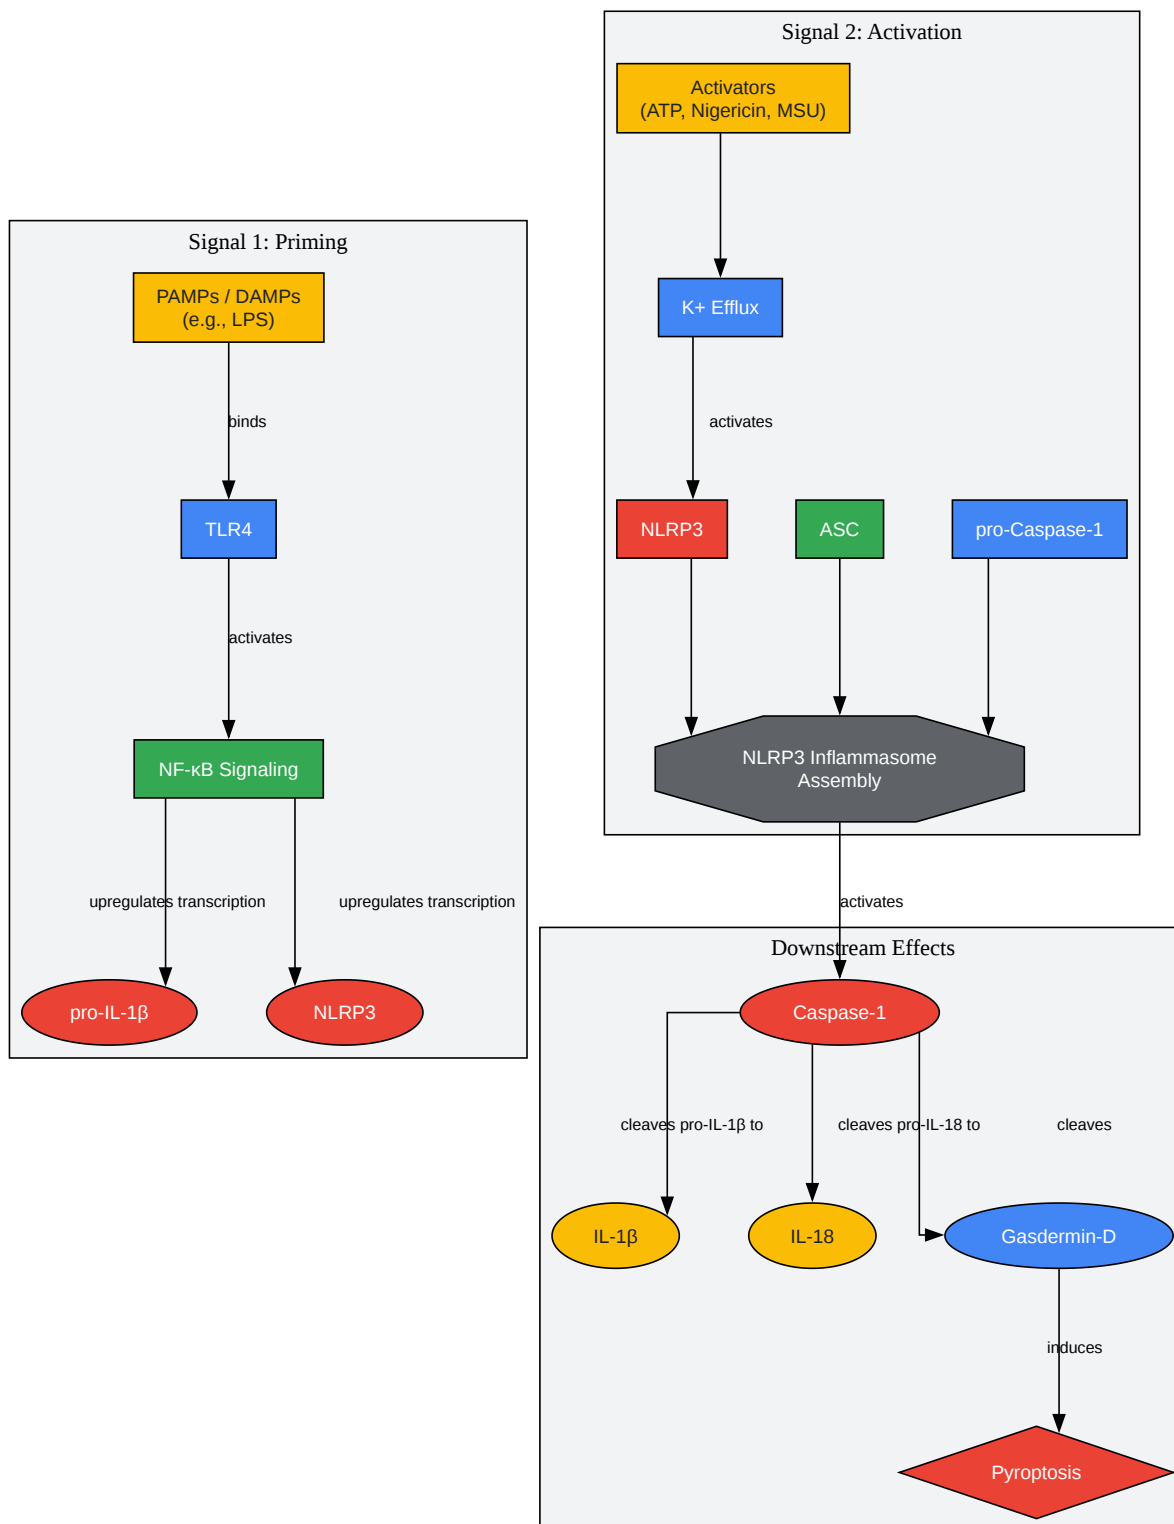 Signal 1: Priming
PAMPs / DAMPs
(e.g., LPS)
binds
TLR4
activates
NF-κB Signaling
upregulates transcription
upregulates transcription
pro-IL-1β
NLRP3
Signal 2: Activation
Activators
(ATP, Nigericin, MSU)
K+ Efflux
activates
NLRP3
ASC
pro-Caspase-1
NLRP3 Inflammasome
Assembly
activates
Downstream Effects
Caspase-1
cleaves pro-IL-1β to
cleaves pro-IL-18 to
cleaves
IL-1β
IL-18
Gasdermin-D
induces
Pyroptosis